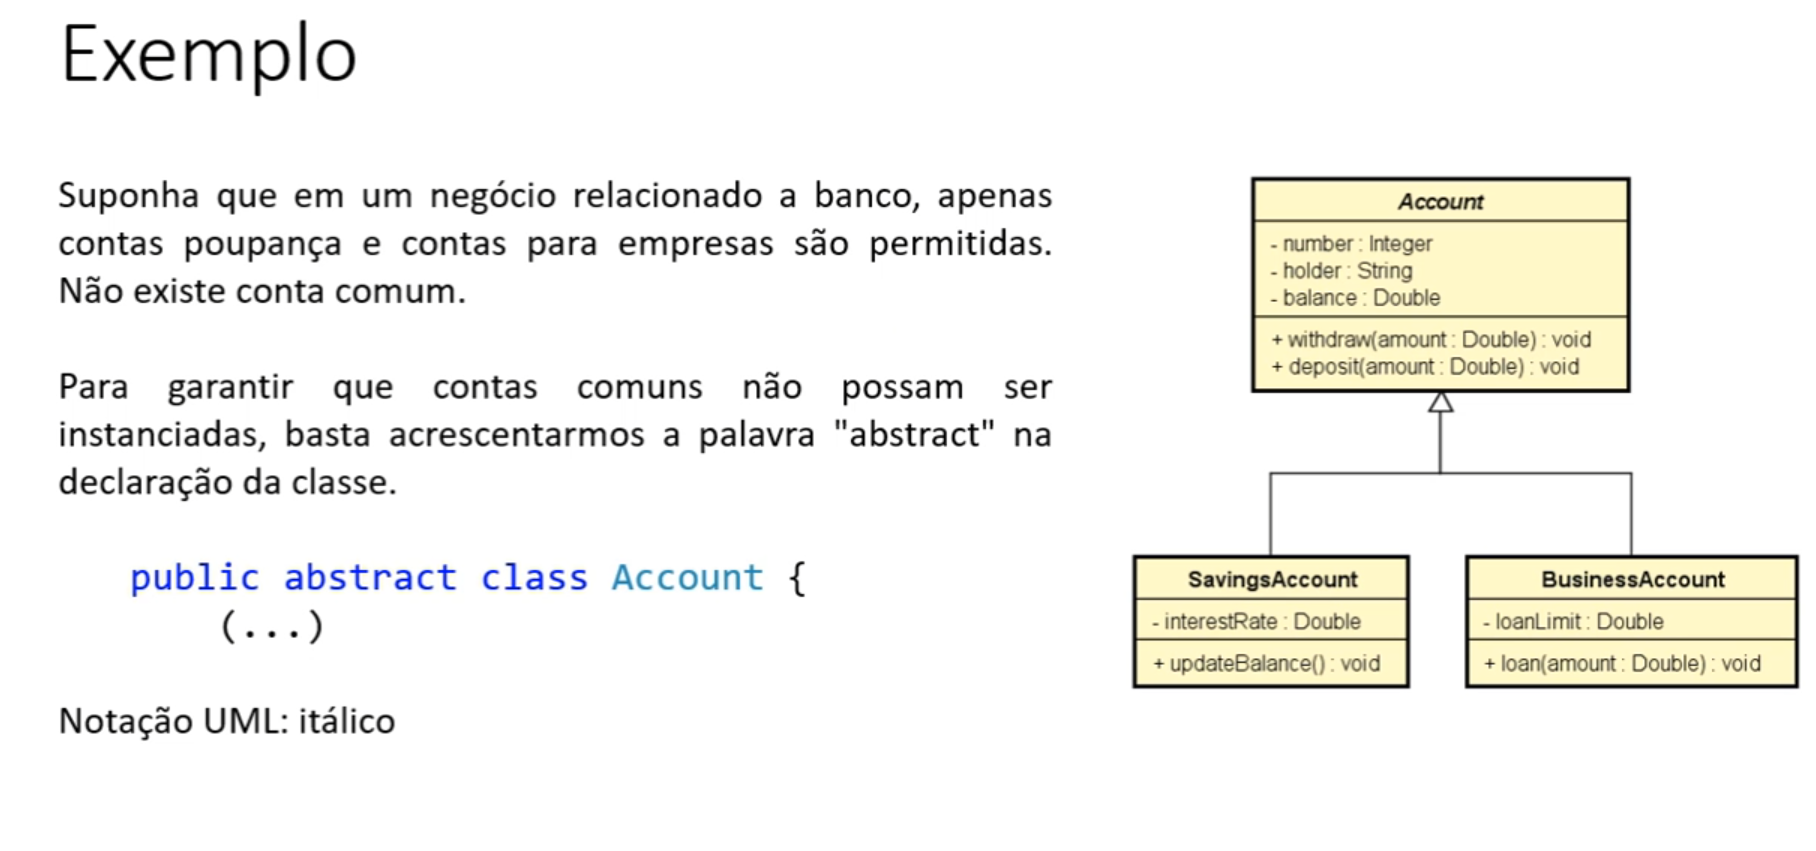 Exemplo
Suponha que em um negócio relacionado a banco, apenas
contas poupança e contas para empresas são permitidas.
Não existe conta comum.
Para garantir que contas comuns não possam ser
instanciadas, basta acrescentarmos a palavra "abstract" na
declaração da classe.
public abstract class Account {
(...)
Notação UML: itálico
Account
- number : Integer
- holder : String
- balance : Double
+ withdraw(amount : Double) : void
+ deposit(amount : Double) : void
SavingsAccount
- interestRate : Double
+ updateBalance() : void
BusinessAccount
- loanLimit : Double
+ loan(amount : Double) : void